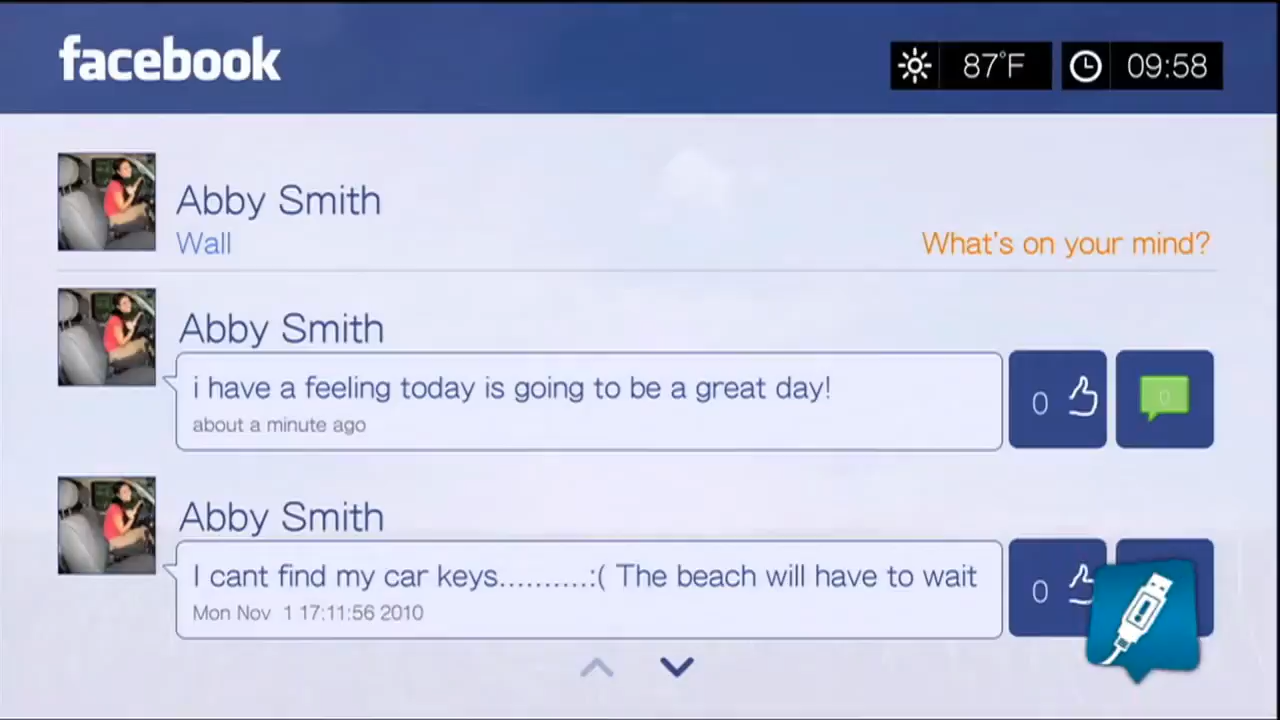 facebook
87°F
09:58
Abby Smith
Wall
What's on your mind?
Abby Smith
i have a feeling today is going to be a great day!
about a minute ago
0
0
Abby Smith
I cant find my car keys..........:( The beach will have to wait
Mon Nov 1 17:11:56 2010
0